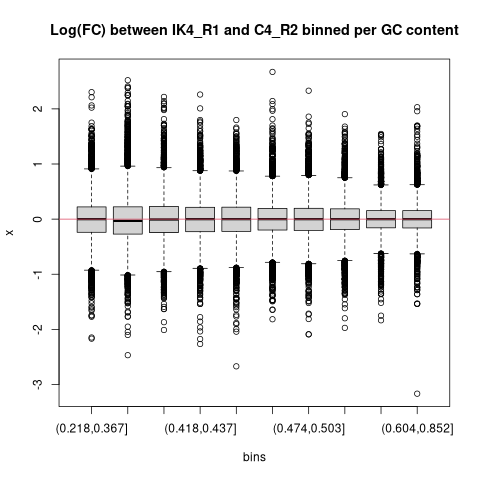 Log(FC) between IK4_R1 and C4_R2 binned per GC content
2
1
0
-1
-2
-3
x
(0.218,0.367] (0.418,0.437] (0.474,0.503] (0.604,0.852]
bins